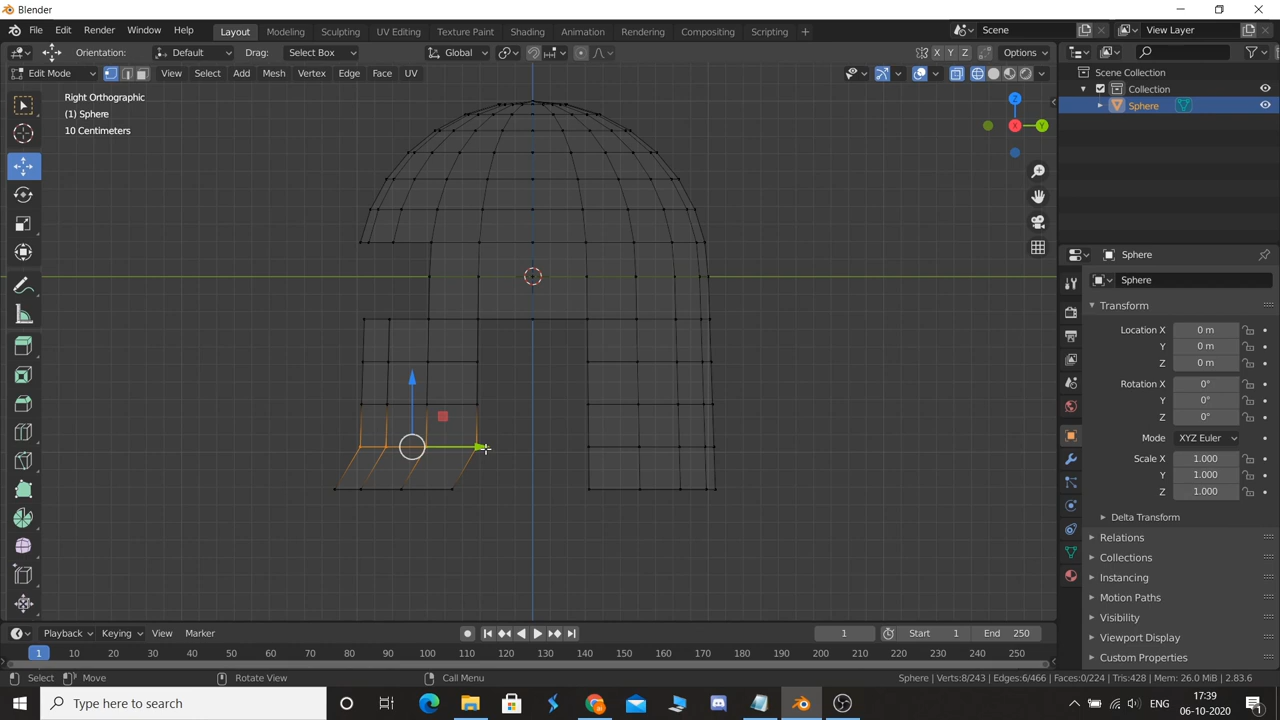 Blender
File Edit Render Window Help Layout Modeling Sculpting UV Editing Texture Paint Shading Animation Rendering Compositing Scripting + Scene View Layer
Orientation: Default Drag: Select Box Global X Y Z Options
Edit Mode View Select Add Mesh Vertex Edge Face UV
Scene Collection
Collection
Sphere
Right Orthographic
(1) Sphere
10 Centimeters
Z
X
Y
Sphere
Sphere
Transform
Location X 0 m
Y 0 m
Z 0 m
Rotation X 0°
Y 0°
Z 0°
Mode XYZ Euler
Scale X 1.000
Y 1.000
Z 1.000
Delta Transform
Relations
Collections
Instancing
Motion Paths
Visibility
Viewport Display
Custom Properties
Playback Keying View Marker 1 Start 1 End 250
1 10 20 30 40 50 60 70 80 90 100 110 120 130 140 150 160 170 180 190 200 210 220 230 240 250
Select Move Rotate View Call Menu Sphere | Verts:8/243 | Edges:6/466 | Faces:0/224 | Tris:428 | Mem: 26.0 MiB | 2.83.6
Type here to search
17:39
06-10-2020